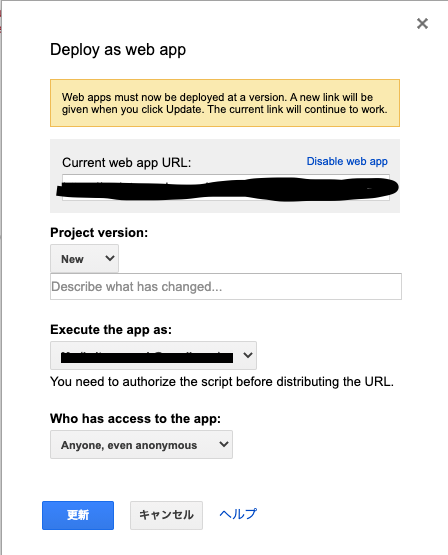 Deploy as web app
Web apps must now be deployed at a version. A new link will be
given when you click Update. The current link will continue to work.
Current web app URL:
Disable web app
Project version:
New
Describe what has changed...
Execute the app as:
You need to authorize the script before distributing the URL.
Who has access to the app:
Anyone, even anonymous
更新
キャンセル
ヘルプ